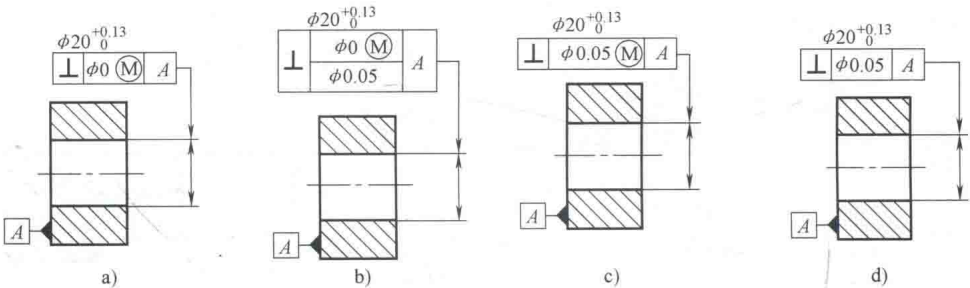 ϕ20 +0.13 0
⊥ ϕ0 Ⓜ A
A
a)
ϕ20 +0.13 0
⊥ ϕ0 Ⓜ A
ϕ0.05
A
b)
ϕ20 +0.13 0
⊥ ϕ0.05 Ⓜ A
A
c)
ϕ20 +0.13 0
⊥ ϕ0.05 A
A
d)